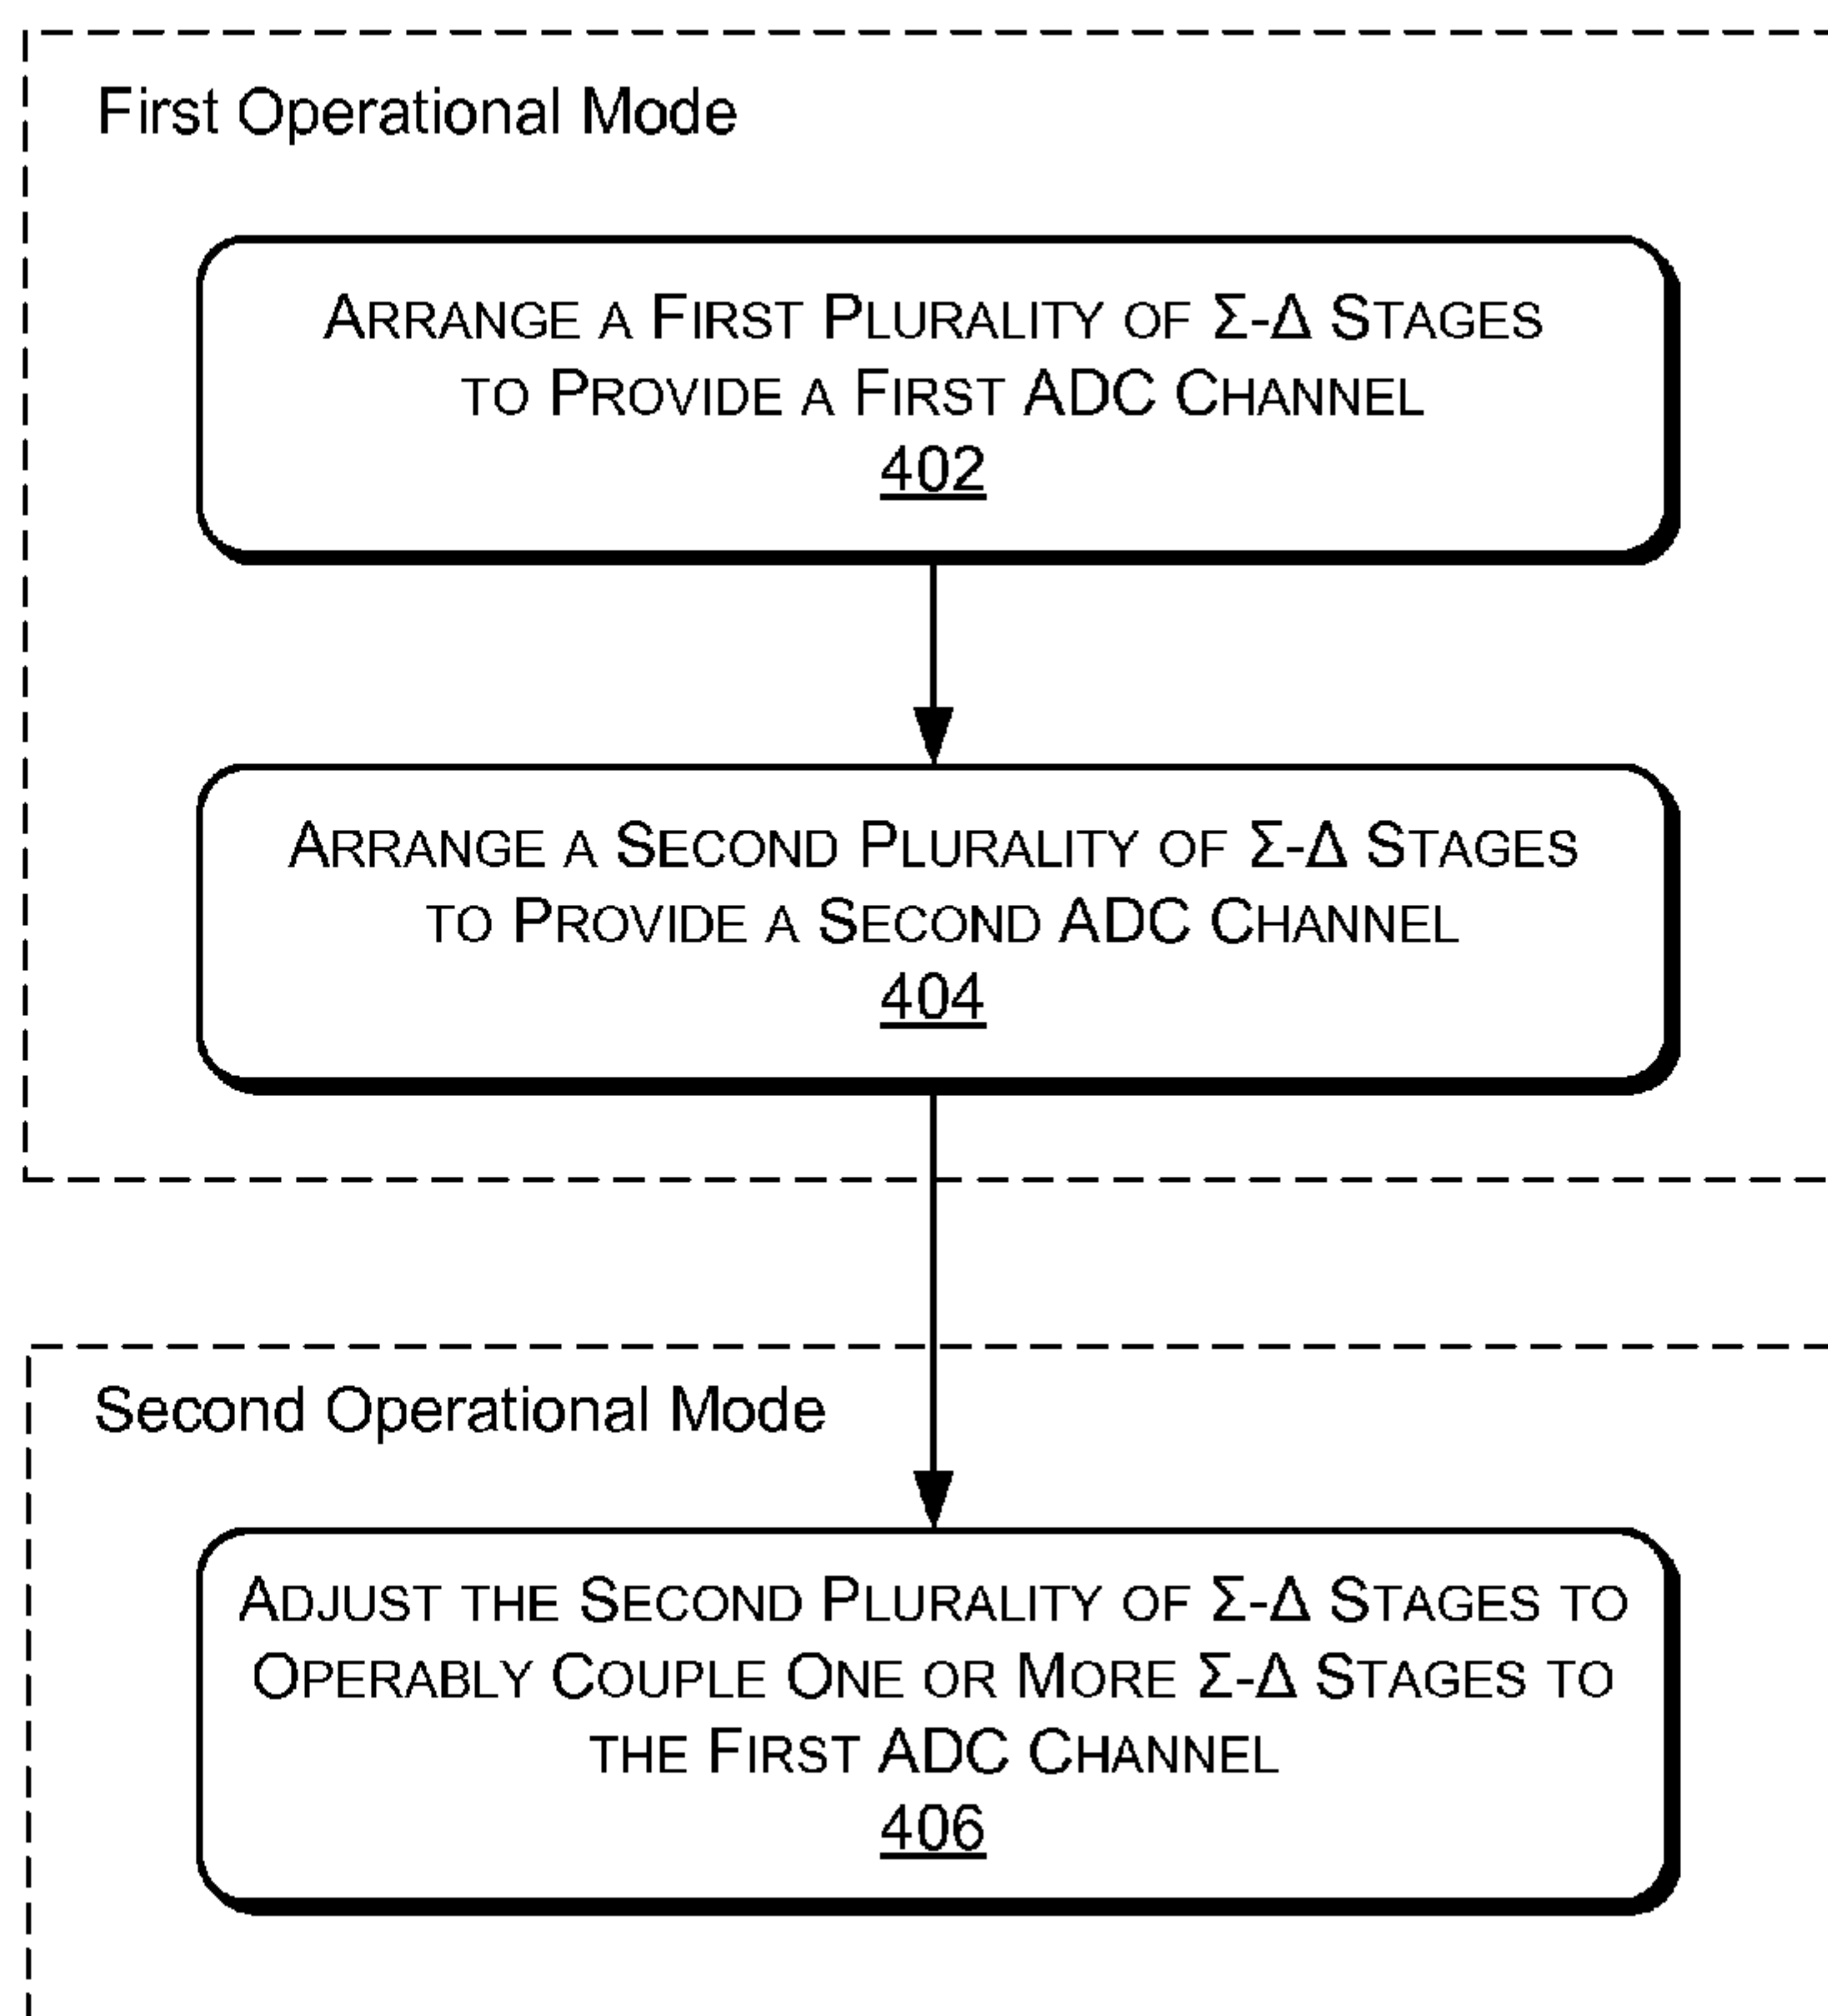 First Operational Mode
ARRANGE A FIRST PLURALITY OF Σ-Δ STAGES
TO PROVIDE A FIRST ADC CHANNEL
402
ARRANGE A SECOND PLURALITY OF Σ-Δ STAGES
TO PROVIDE A SECOND ADC CHANNEL
404
Second Operational Mode
ADJUST THE SECOND PLURALITY OF Σ-Δ STAGES TO
OPERABLY COUPLE ONE OR MORE Σ-Δ STAGES TO
THE FIRST ADC CHANNEL
406